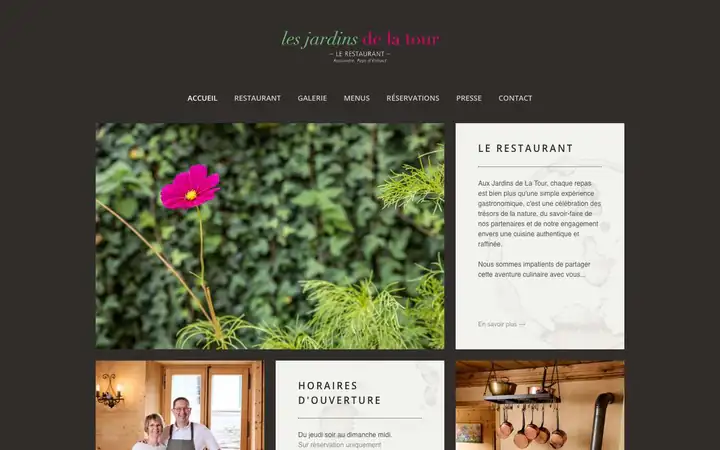 les jardins de la tour
– LE RESTAURANT –
Rossinière, Pays-d'Enhaut
ACCUEIL RESTAURANT GALERIE MENUS RÉSERVATIONS PRESSE CONTACT
LE RESTAURANT
Aux Jardins de La Tour, chaque repas
est bien plus qu'une simple expérience
gastronomique, c'est une célébration des
trésors de la nature, du savoir-faire de
nos partenaires et de notre engagement
envers une cuisine authentique et
raffinée.
Nous sommes impatients de partager
cette aventure culinaire avec vous...
En savoir plus →
HORAIRES
D'OUVERTURE
Du jeudi soir au dimanche midi.
Sur réservation uniquement